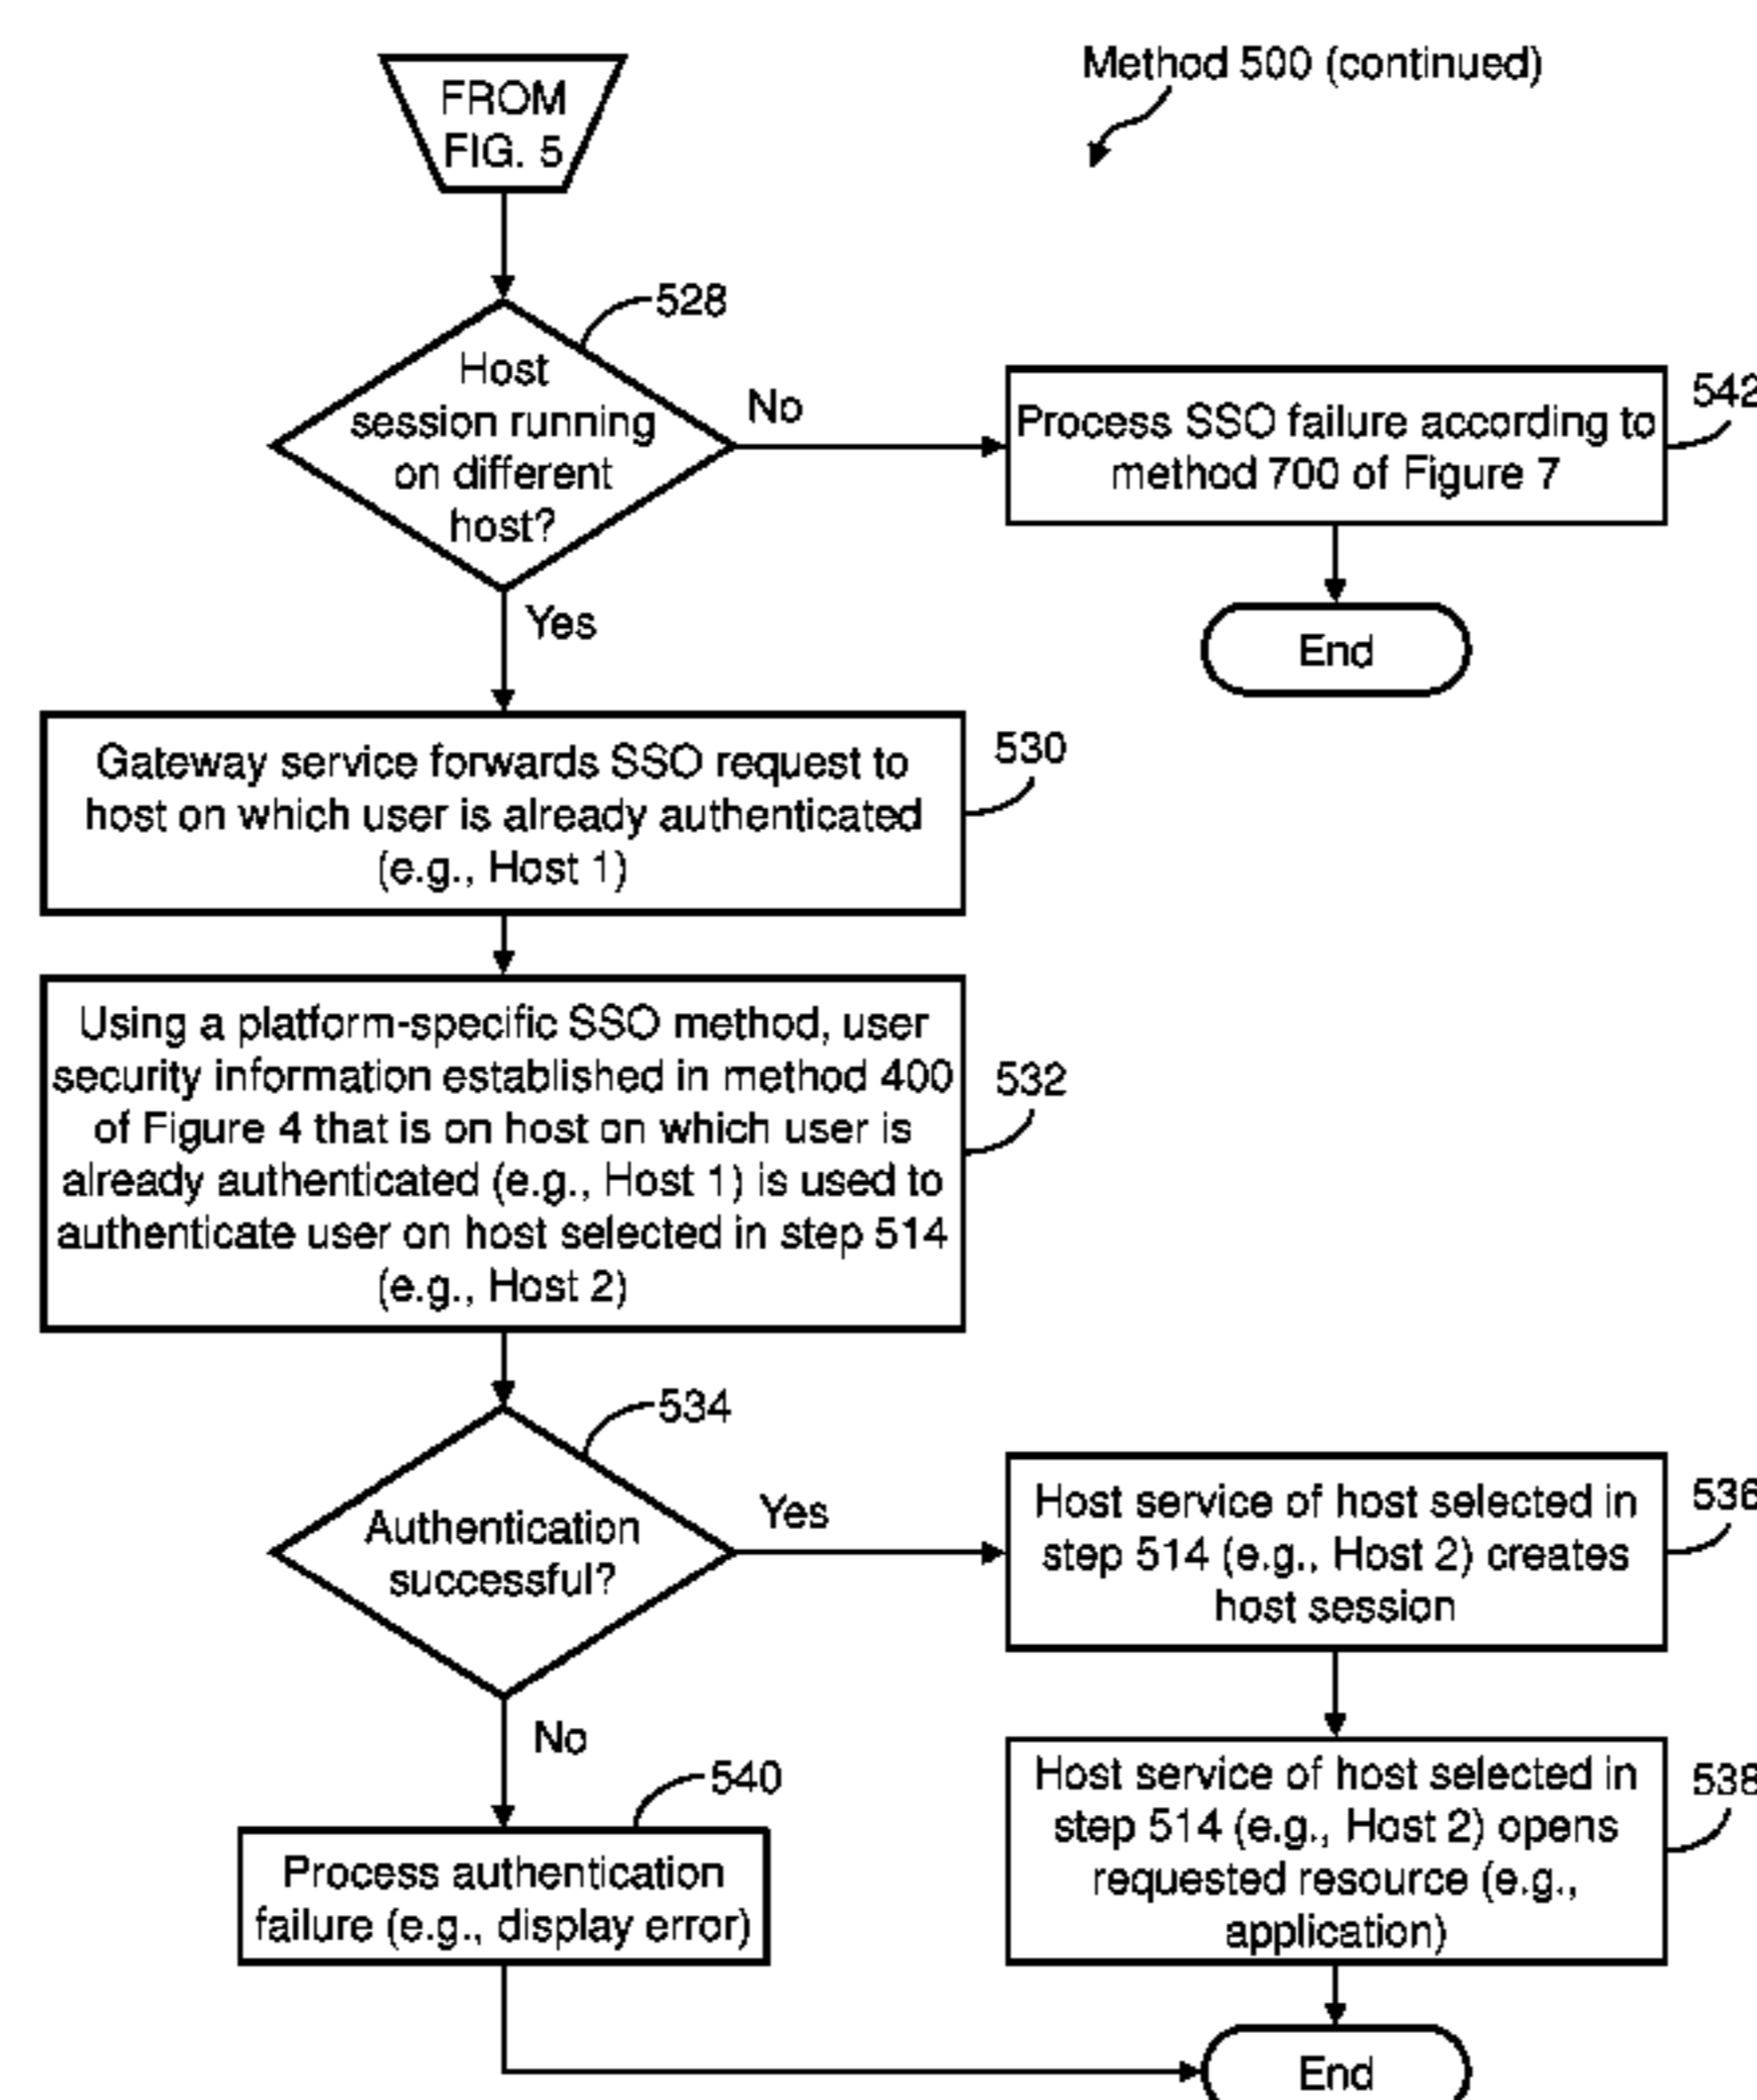 Method 500 (continued)
FROM
FIG. 5
528
Host
session running
on different
host?
No
542
Process SSO failure according to
method 700 of Figure 7
End
Yes
530
Gateway service forwards SSO request to
host on which user is already authenticated
(e.g., Host 1)
532
Using a platform-specific SSO method, user
security information established in method 400
of Figure 4 that is on host on which user is
already authenticated (e.g., Host 1) is used to
authenticate user on host selected in step 514
(e.g., Host 2)
534
Authentication
successful?
Yes
536
Host service of host selected in
step 514 (e.g., Host 2) creates
host session
No
538
Host service of host selected in
step 514 (e.g., Host 2) opens
requested resource (e.g.,
application)
540
Process authentication
failure (e.g., display error)
End